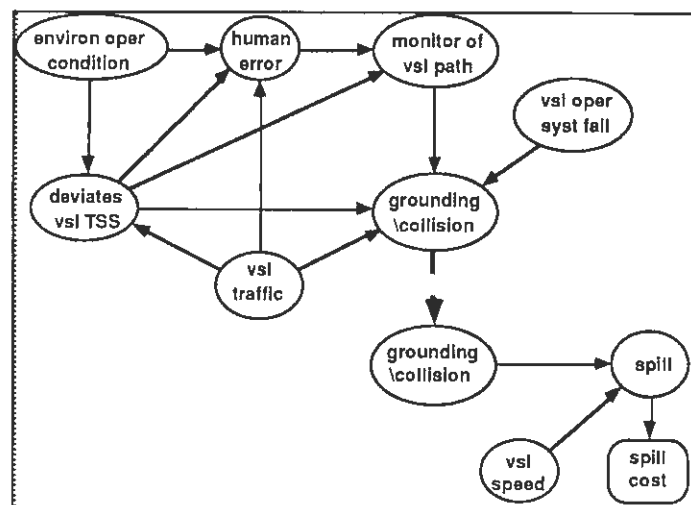 environ oper
condition
human
error
monitor of
vsl path
vsl oper
syst fail
deviates
vsl TSS
grounding
\collision
vsl
traffic
grounding
\collision
spill
vsl
speed
spill
cost